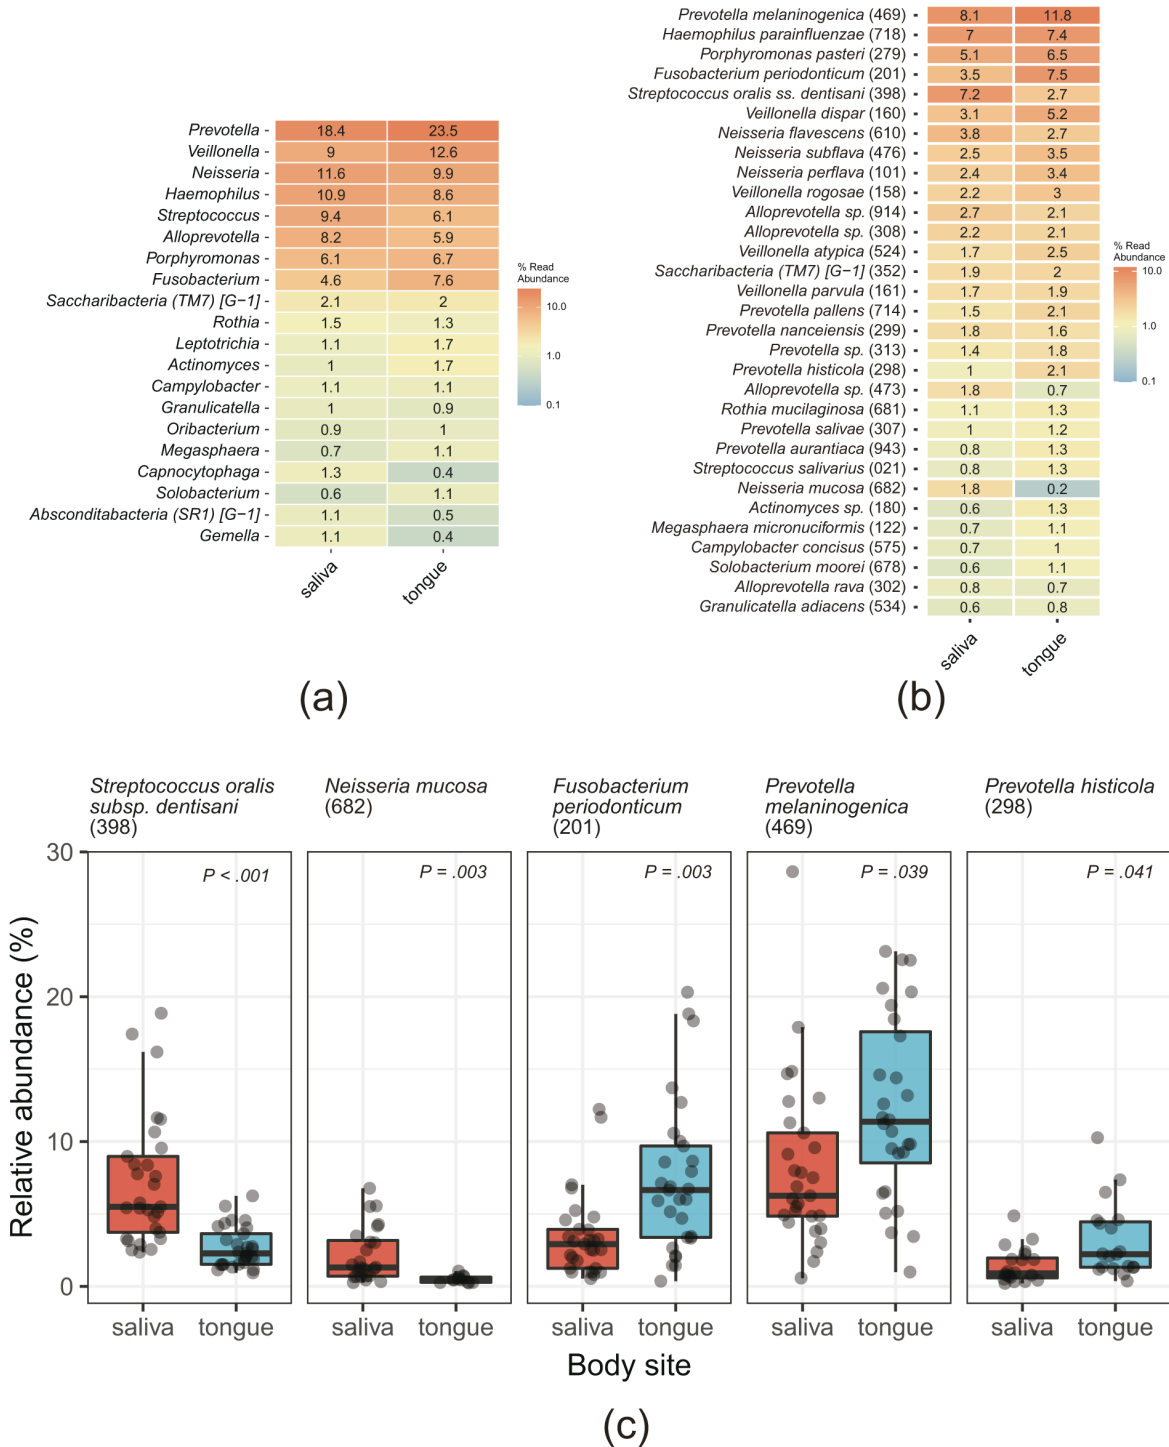 Prevotella 18.4 23.5
Veillonella 9 12.6
Neisseria 11.6 9.9
Haemophilus 10.9 8.6
Streptococcus 9.4 6.1
Alloprevotella 8.2 5.9
Porphyromonas 6.1 6.7
Fusobacterium 4.6 7.6
Saccharibacteria (TM7) [G−1] 2.1 2
Rothia 1.5 1.3
Leptotrichia 1.1 1.7
Actinomyces 1 1.7
Campylobacter 1.1 1.1
Granulicatella 1 0.9
Oribacterium 0.9 1
Megasphaera 0.7 1.1
Capnocytophaga 1.3 0.4
Solobacterium 0.6 1.1
Absconditabacteria (SR1) [G−1] 1.1 0.5
Gemella 1.1 0.4
saliva tongue
% Read
Abundance
10.0
1.0
0.1
(a)
Prevotella melaninogenica (469) 8.1 11.8
Haemophilus parainfluenzae (718) 7 7.4
Porphyromonas pasteri (279) 5.1 6.5
Fusobacterium periodonticum (201) 3.5 7.5
Streptococcus oralis ss. dentisani (398) 7.2 2.7
Veillonella dispar (160) 3.1 5.2
Neisseria flavescens (610) 3.8 2.7
Neisseria subflava (476) 2.5 3.5
Neisseria perflava (101) 2.4 3.4
Veillonella rogosae (158) 2.2 3
Alloprevotella sp. (914) 2.7 2.1
Alloprevotella sp. (308) 2.2 2.1
Veillonella atypica (524) 1.7 2.5
Saccharibacteria (TM7) [G−1] (352) 1.9 2
Veillonella parvula (161) 1.7 1.9
Prevotella pallens (714) 1.5 2.1
Prevotella nanceiensis (299) 1.8 1.6
Prevotella sp. (313) 1.4 1.8
Prevotella histicola (298) 1 2.1
Alloprevotella sp. (473) 1.8 0.7
Rothia mucilaginosa (681) 1.1 1.3
Prevotella salivae (307) 1 1.2
Prevotella aurantiaca (943) 0.8 1.3
Streptococcus salivarius (021) 0.8 1.3
Neisseria mucosa (682) 1.8 0.2
Actinomyces sp. (180) 0.6 1.3
Megasphaera micronuciformis (122) 0.7 1.1
Campylobacter concisus (575) 0.7 1
Solobacterium moorei (678) 0.6 1.1
Alloprevotella rava (302) 0.8 0.7
Granulicatella adiacens (534) 0.6 0.8
saliva tongue
% Read
Abundance
10.0
1.0
0.1
(b)
Streptococcus oralis
subsp. dentisani
(398)
P < .001
Neisseria mucosa
(682)
P = .003
Fusobacterium
periodonticum
(201)
P = .003
Prevotella
melaninogenica
(469)
P = .039
Prevotella histicola
(298)
P = .041
Relative abundance (%)
30
20
10
0
saliva tongue saliva tongue saliva tongue saliva tongue saliva tongue
Body site
(c)